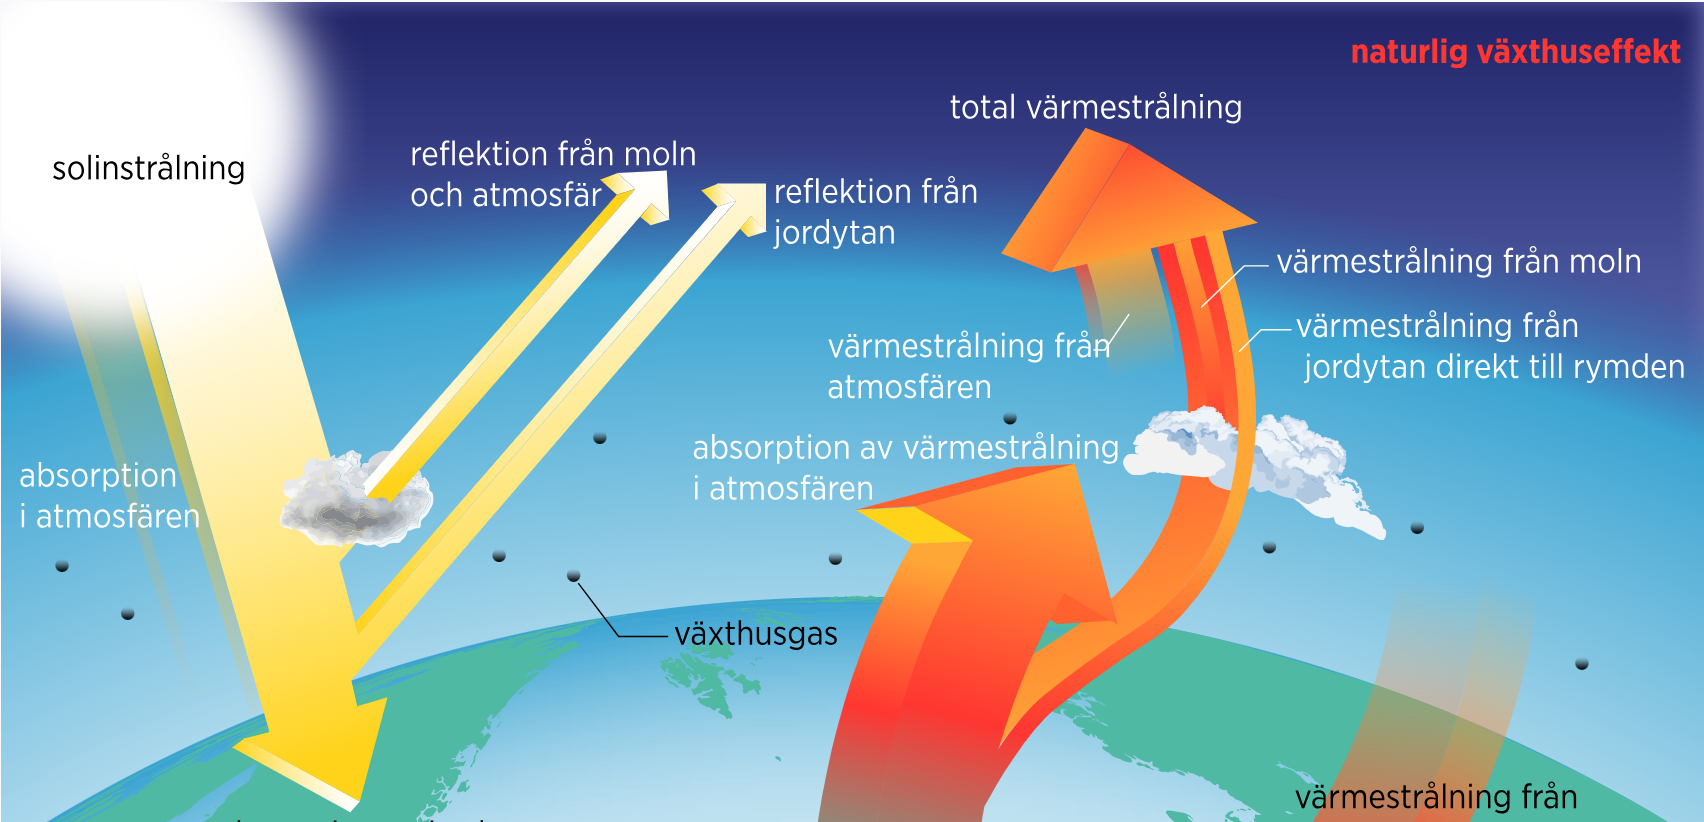 naturlig växthuseffekt
total värmestrålning
solinstrålning
reflektion från moln
och atmosfär
reflektion från
jordytan
värmestrålning från moln
värmestrålning från
jordytan direkt till rymden
värmestrålning från
atmosfären
absorption av värmestrålning
i atmosfären
absorption
i atmosfären
växthusgas
värmestrålning från